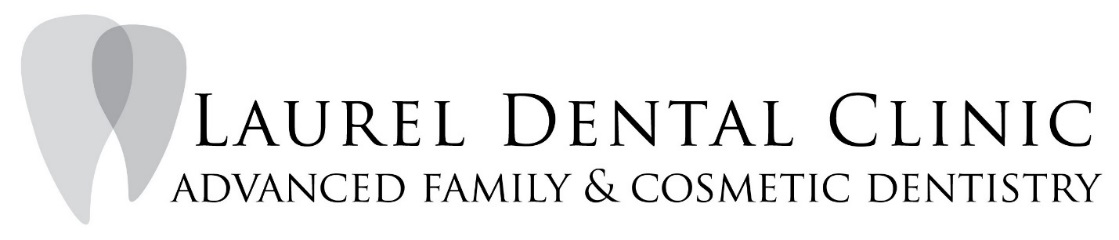 LAUREL DENTAL CLINIC
ADVANCED FAMILY & COSMETIC DENTISTRY